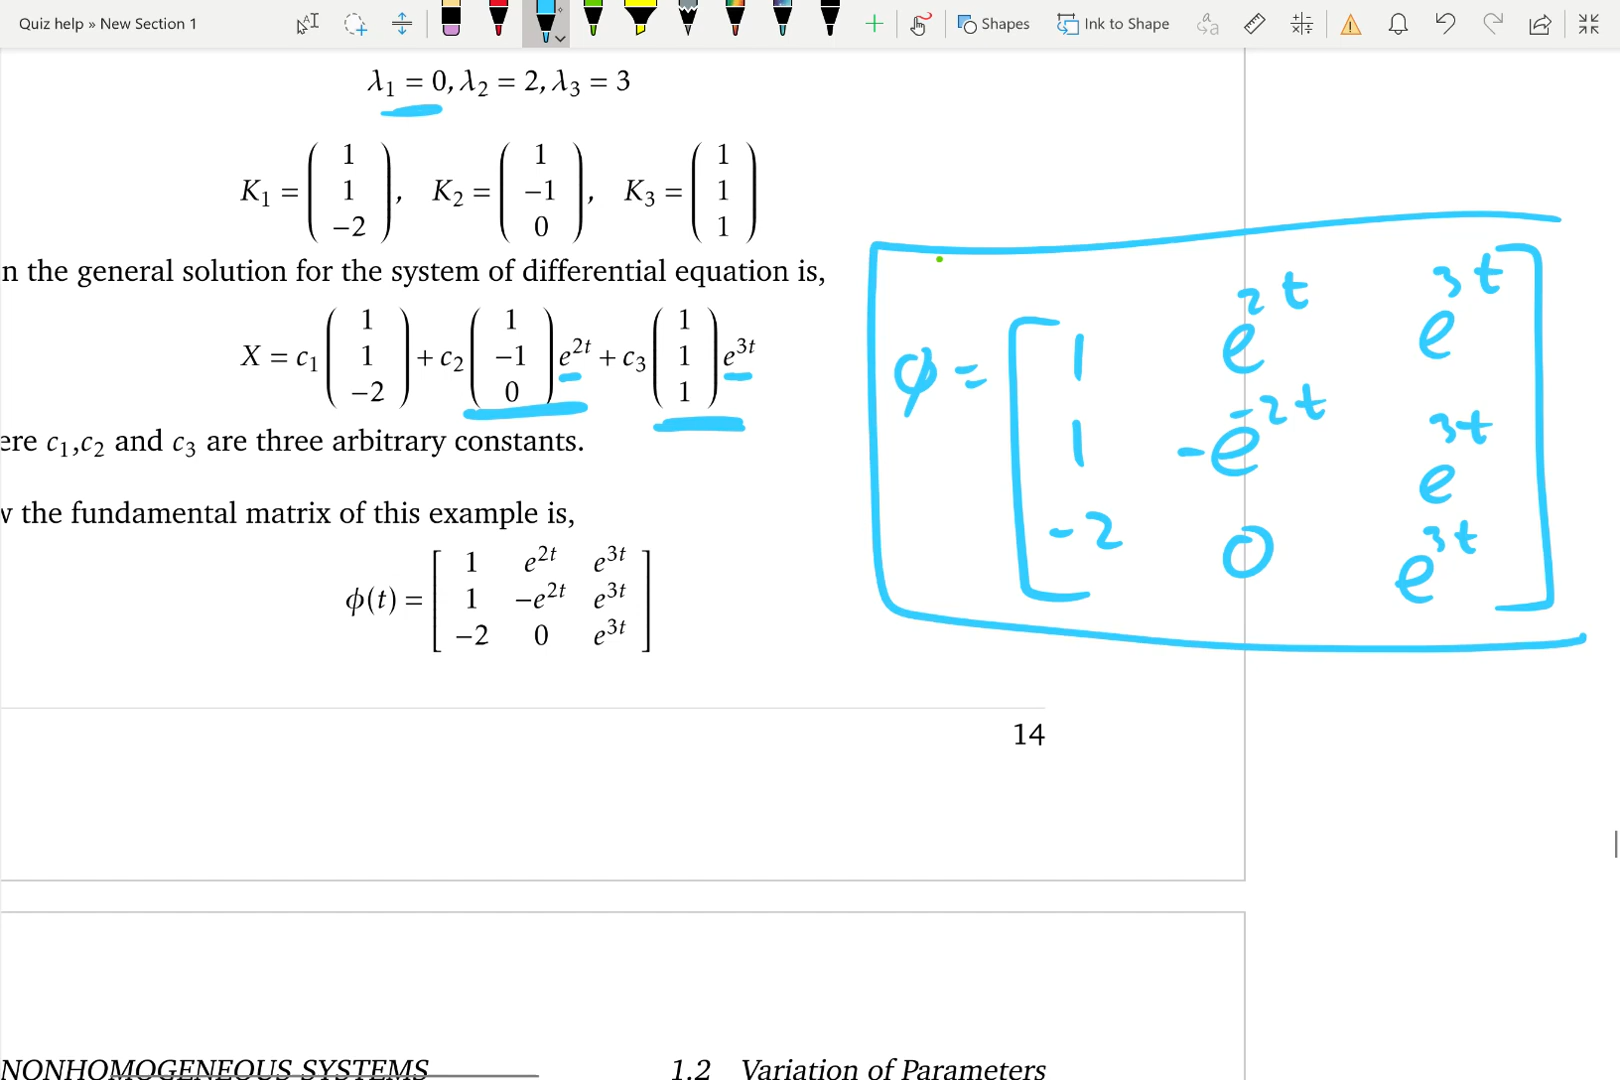 Quiz help » New Section 1
Shapes
Ink to Shape
λ₁ = 0, λ₂ = 2, λ₃ = 3
K₁ = ( 1 1 −2 ), K₂ = ( 1 −1 0 ), K₃ = ( 1 1 1 )
n the general solution for the system of differential equation is,
X = c₁ ( 1 1 −2 ) + c₂ ( 1 −1 0 ) e^{2t} + c₃ ( 1 1 1 ) e^{3t}
ere c₁,c₂ and c₃ are three arbitrary constants.
the fundamental matrix of this example is,
ϕ(t) = [ 1 e^{2t} e^{3t}
1 −e^{2t} e^{3t}
−2 0 e^{3t} ]
φ = [ 1 e^{2t} e^{3t}
1 -e^{-2t} e^{3t}
-2 0 e^{3t} ]
14
NONHOMOGENEOUS SYSTEMS
1.2 Variation of Parameters